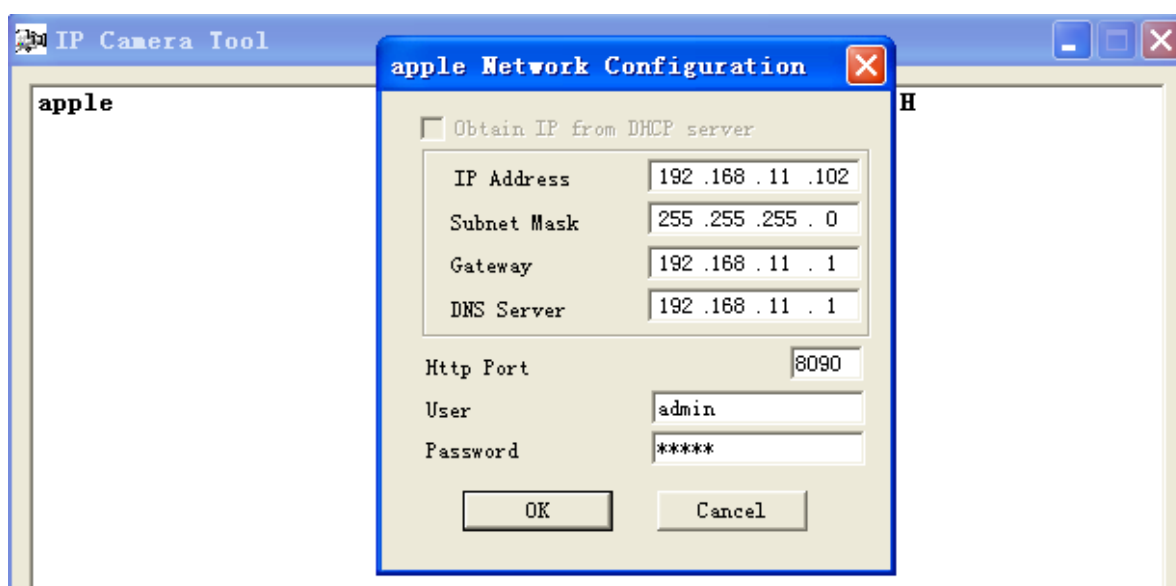 IP Camera Tool
apple Network Configuration
apple
H
Obtain IP from DHCP server
IP Address 192 .168 . 11 .102
Subnet Mask 255 .255 .255 . 0
Gateway 192 .168 . 11 . 1
DNS Server 192 .168 . 11 . 1
Http Port 8090
User admin
Password *****
OK Cancel